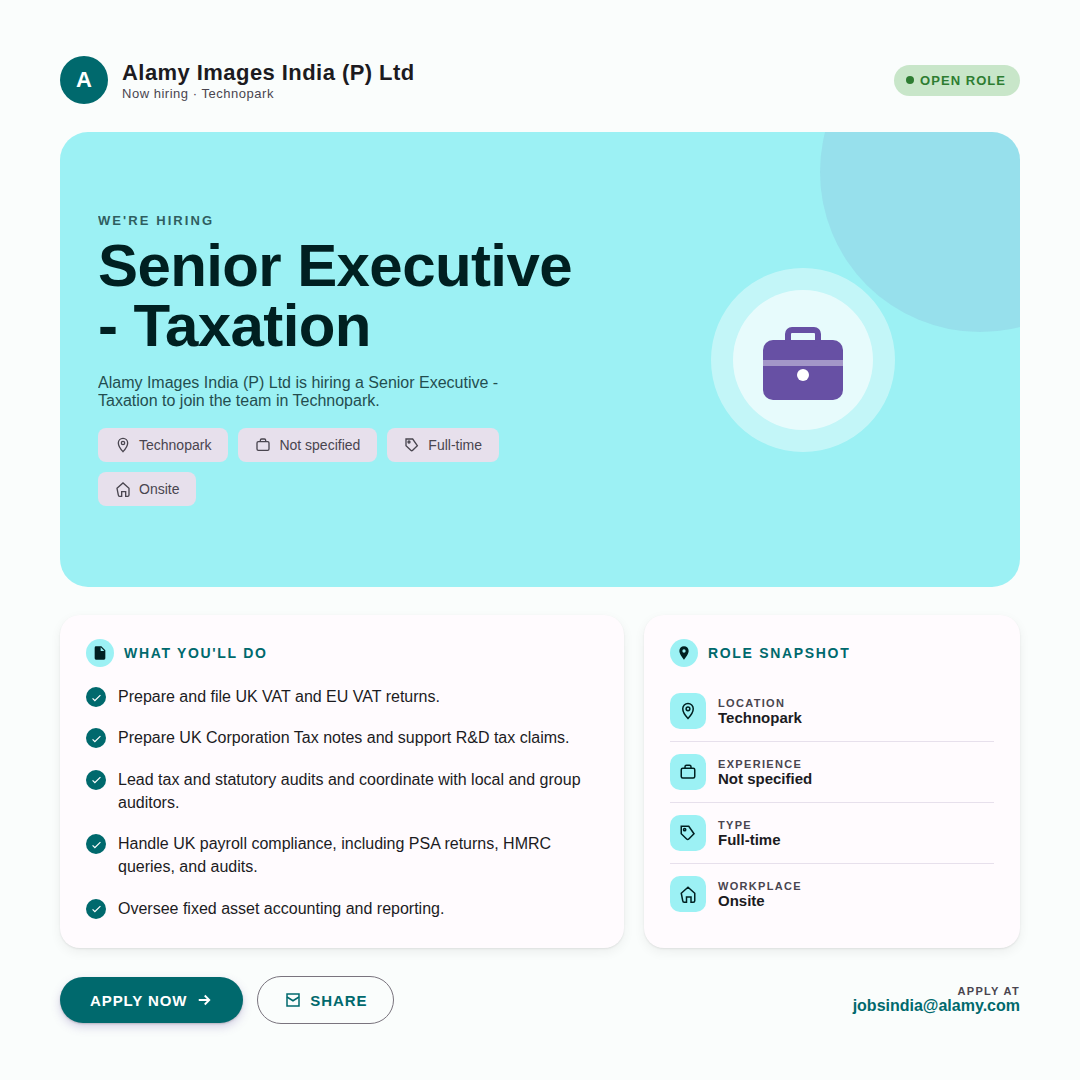 A
Alamy Images India (P) Ltd
Now hiring · Technopark
OPEN ROLE
WE'RE HIRING
Senior Executive
- Taxation
Alamy Images India (P) Ltd is hiring a Senior Executive -
Taxation to join the team in Technopark.
Technopark
Not specified
Full-time
Onsite
WHAT YOU'LL DO
Prepare and file UK VAT and EU VAT returns.
Prepare UK Corporation Tax notes and support R&D tax claims.
Lead tax and statutory audits and coordinate with local and group
auditors.
Handle UK payroll compliance, including PSA returns, HMRC
queries, and audits.
Oversee fixed asset accounting and reporting.
ROLE SNAPSHOT
LOCATION
Technopark
EXPERIENCE
Not specified
TYPE
Full-time
WORKPLACE
Onsite
APPLY NOW
SHARE
APPLY AT
jobsindia@alamy.com